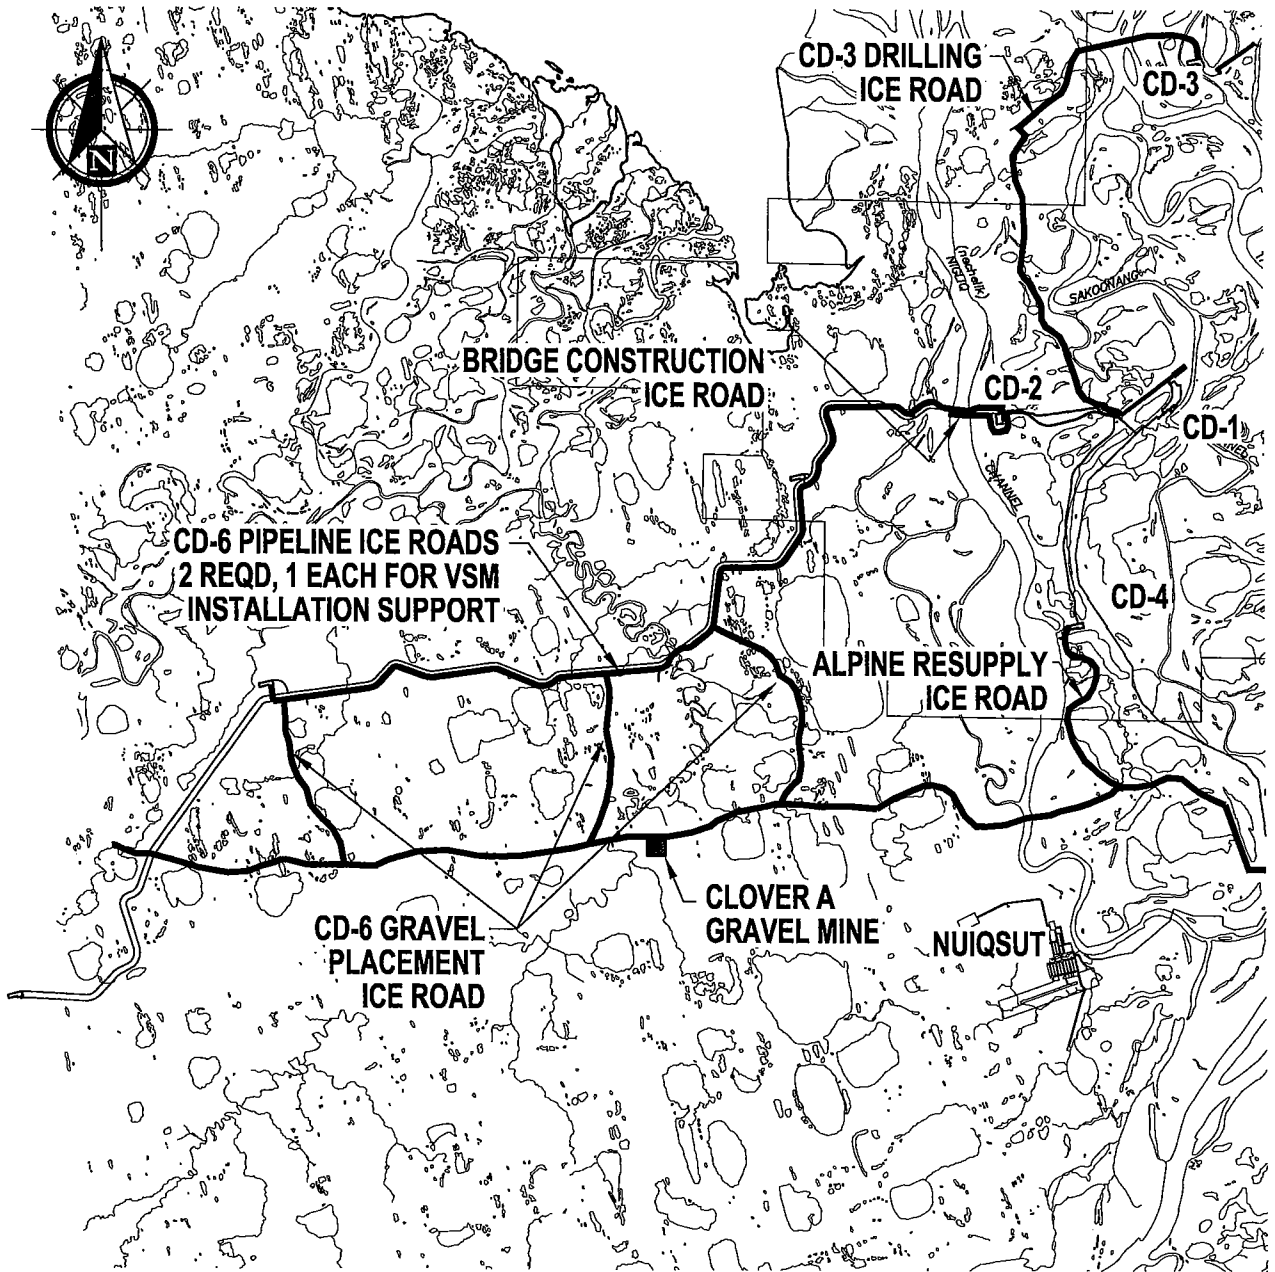 CD-3 DRILLING
ICE ROAD
CD-3
N
(nechelik)
NIGLIQ
SAKOONANG
BRIDGE CONSTRUCTION
ICE ROAD
CD-2
CD-1
CHANNEL
CD-6 PIPELINE ICE ROADS
2 REQD, 1 EACH FOR VSM
INSTALLATION SUPPORT
CD-4
ALPINE RESUPPLY
ICE ROAD
CLOVER A
GRAVEL MINE
CD-6 GRAVEL
PLACEMENT
ICE ROAD
NUIQSUT